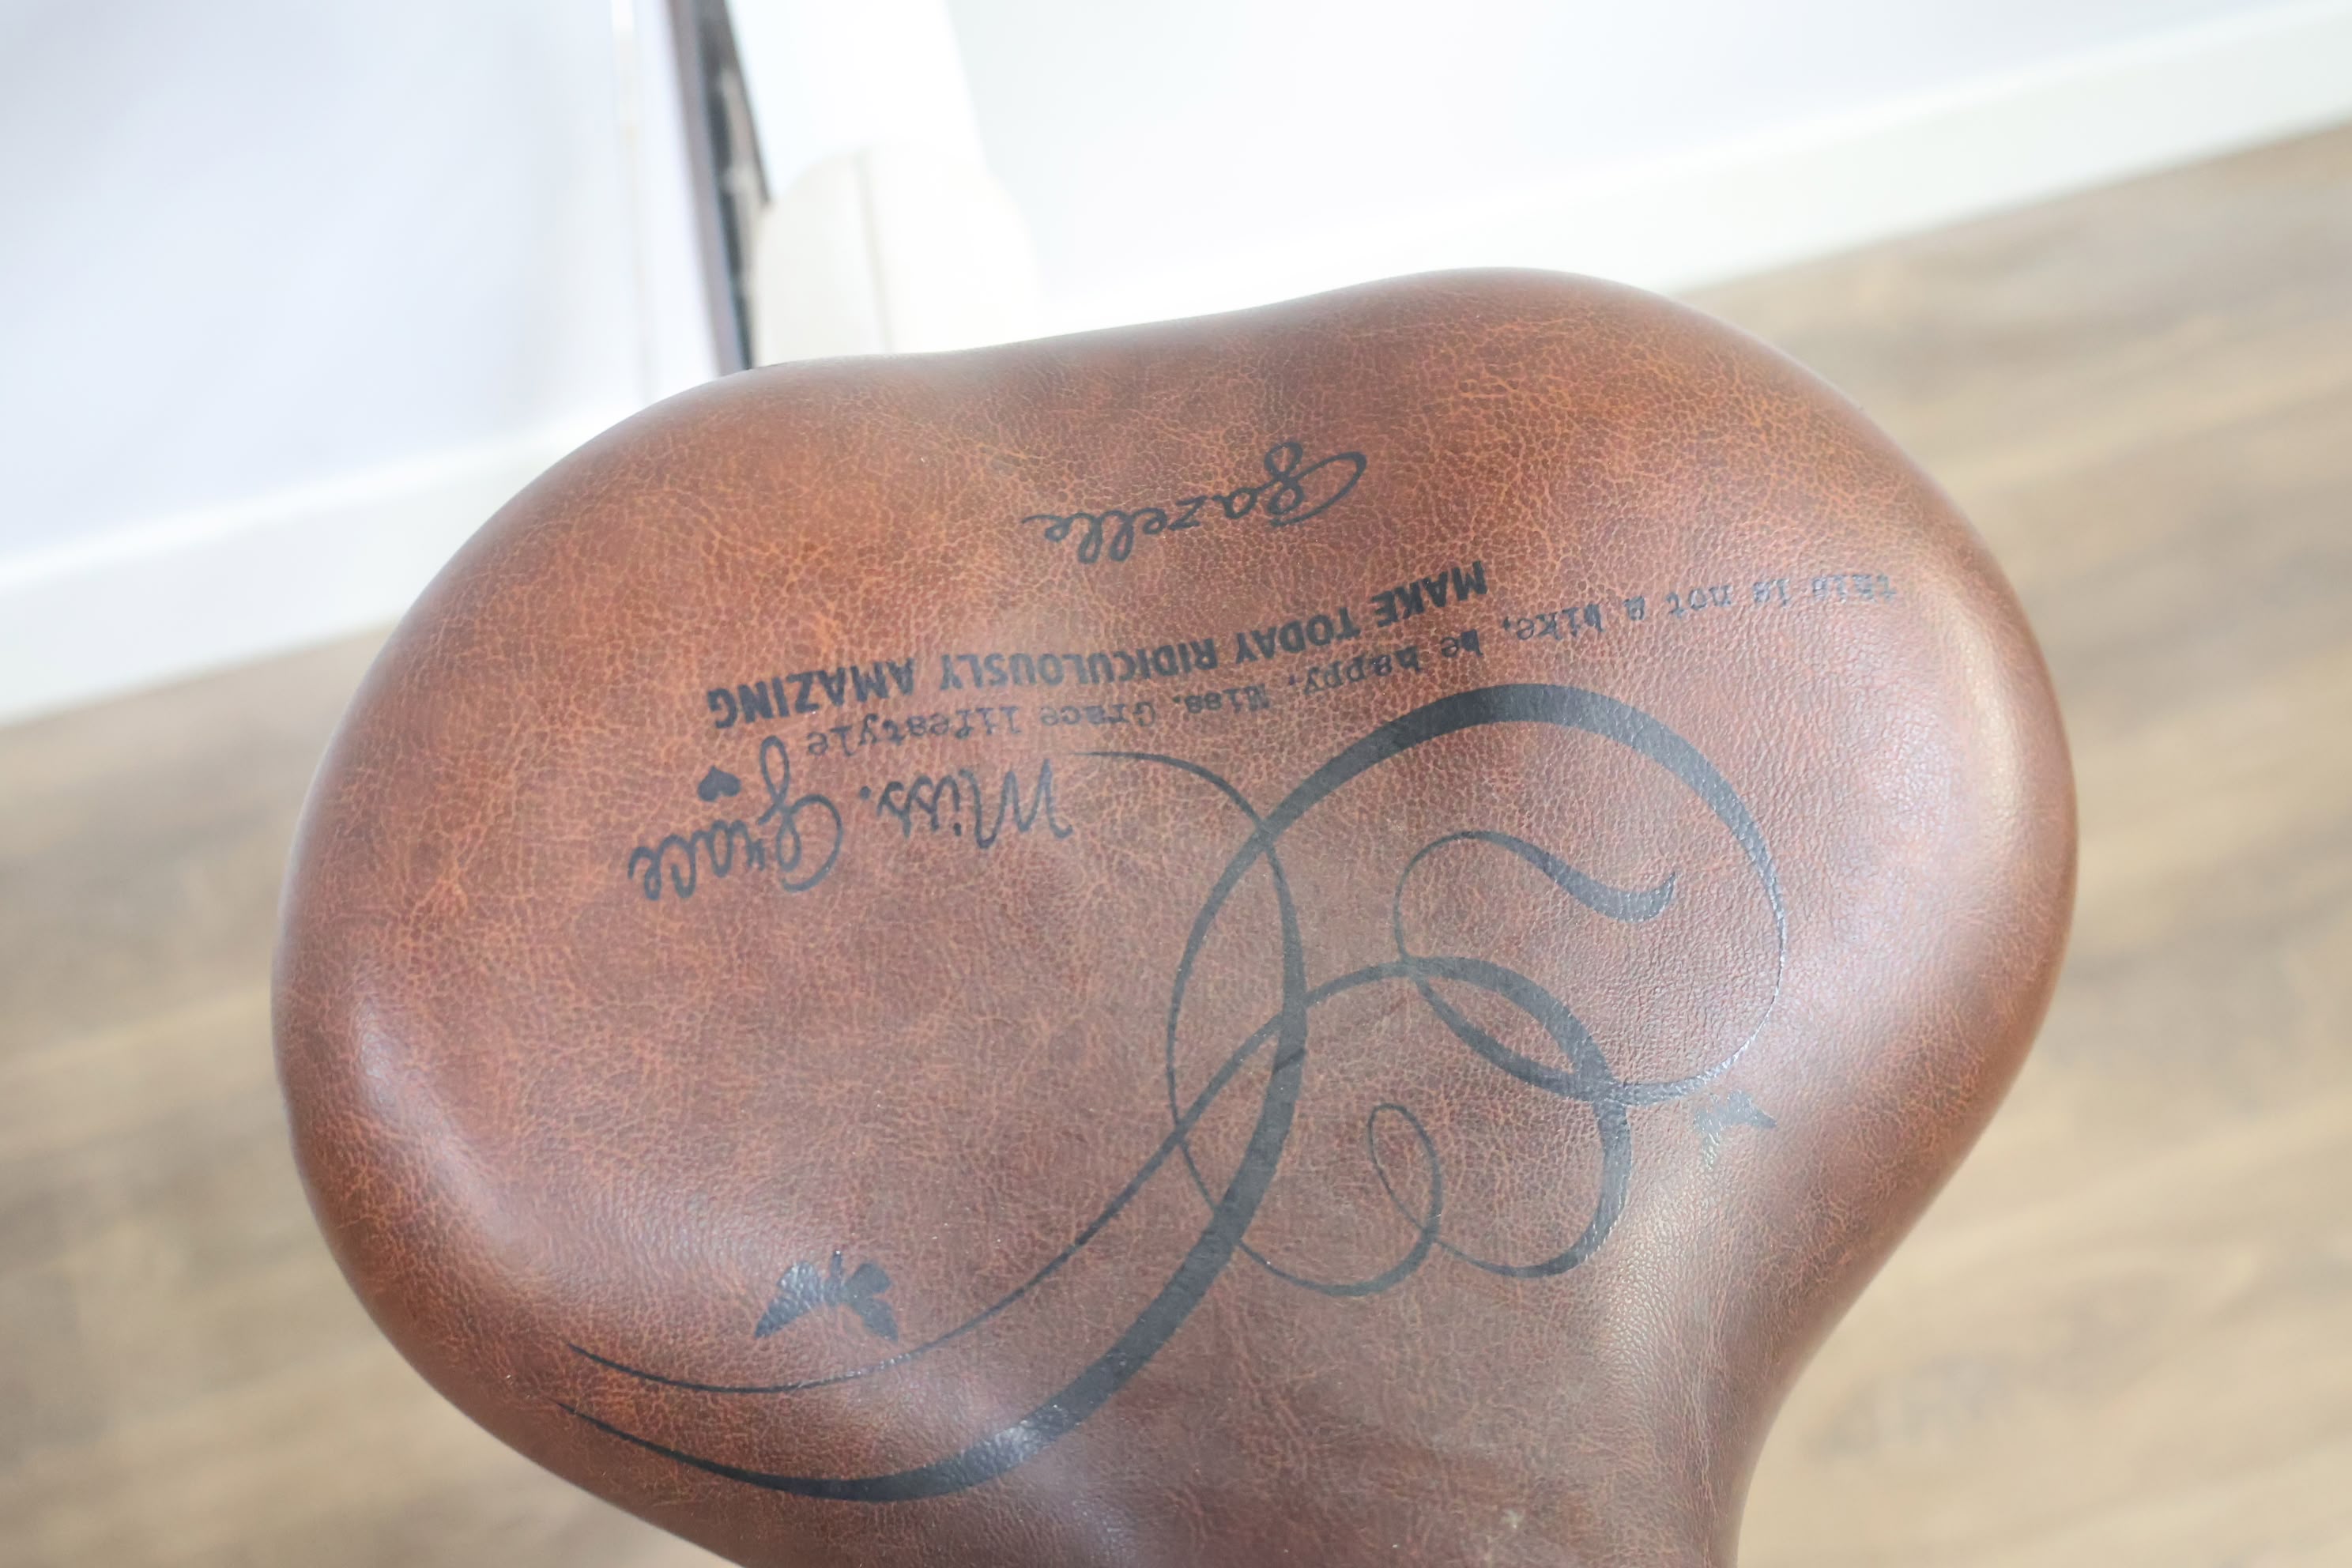 Miss. Grace
this is not a bike, be happy, Miss. Grace lifestyle
MAKE TODAY RIDICULOUSLY AMAZING
Gazelle